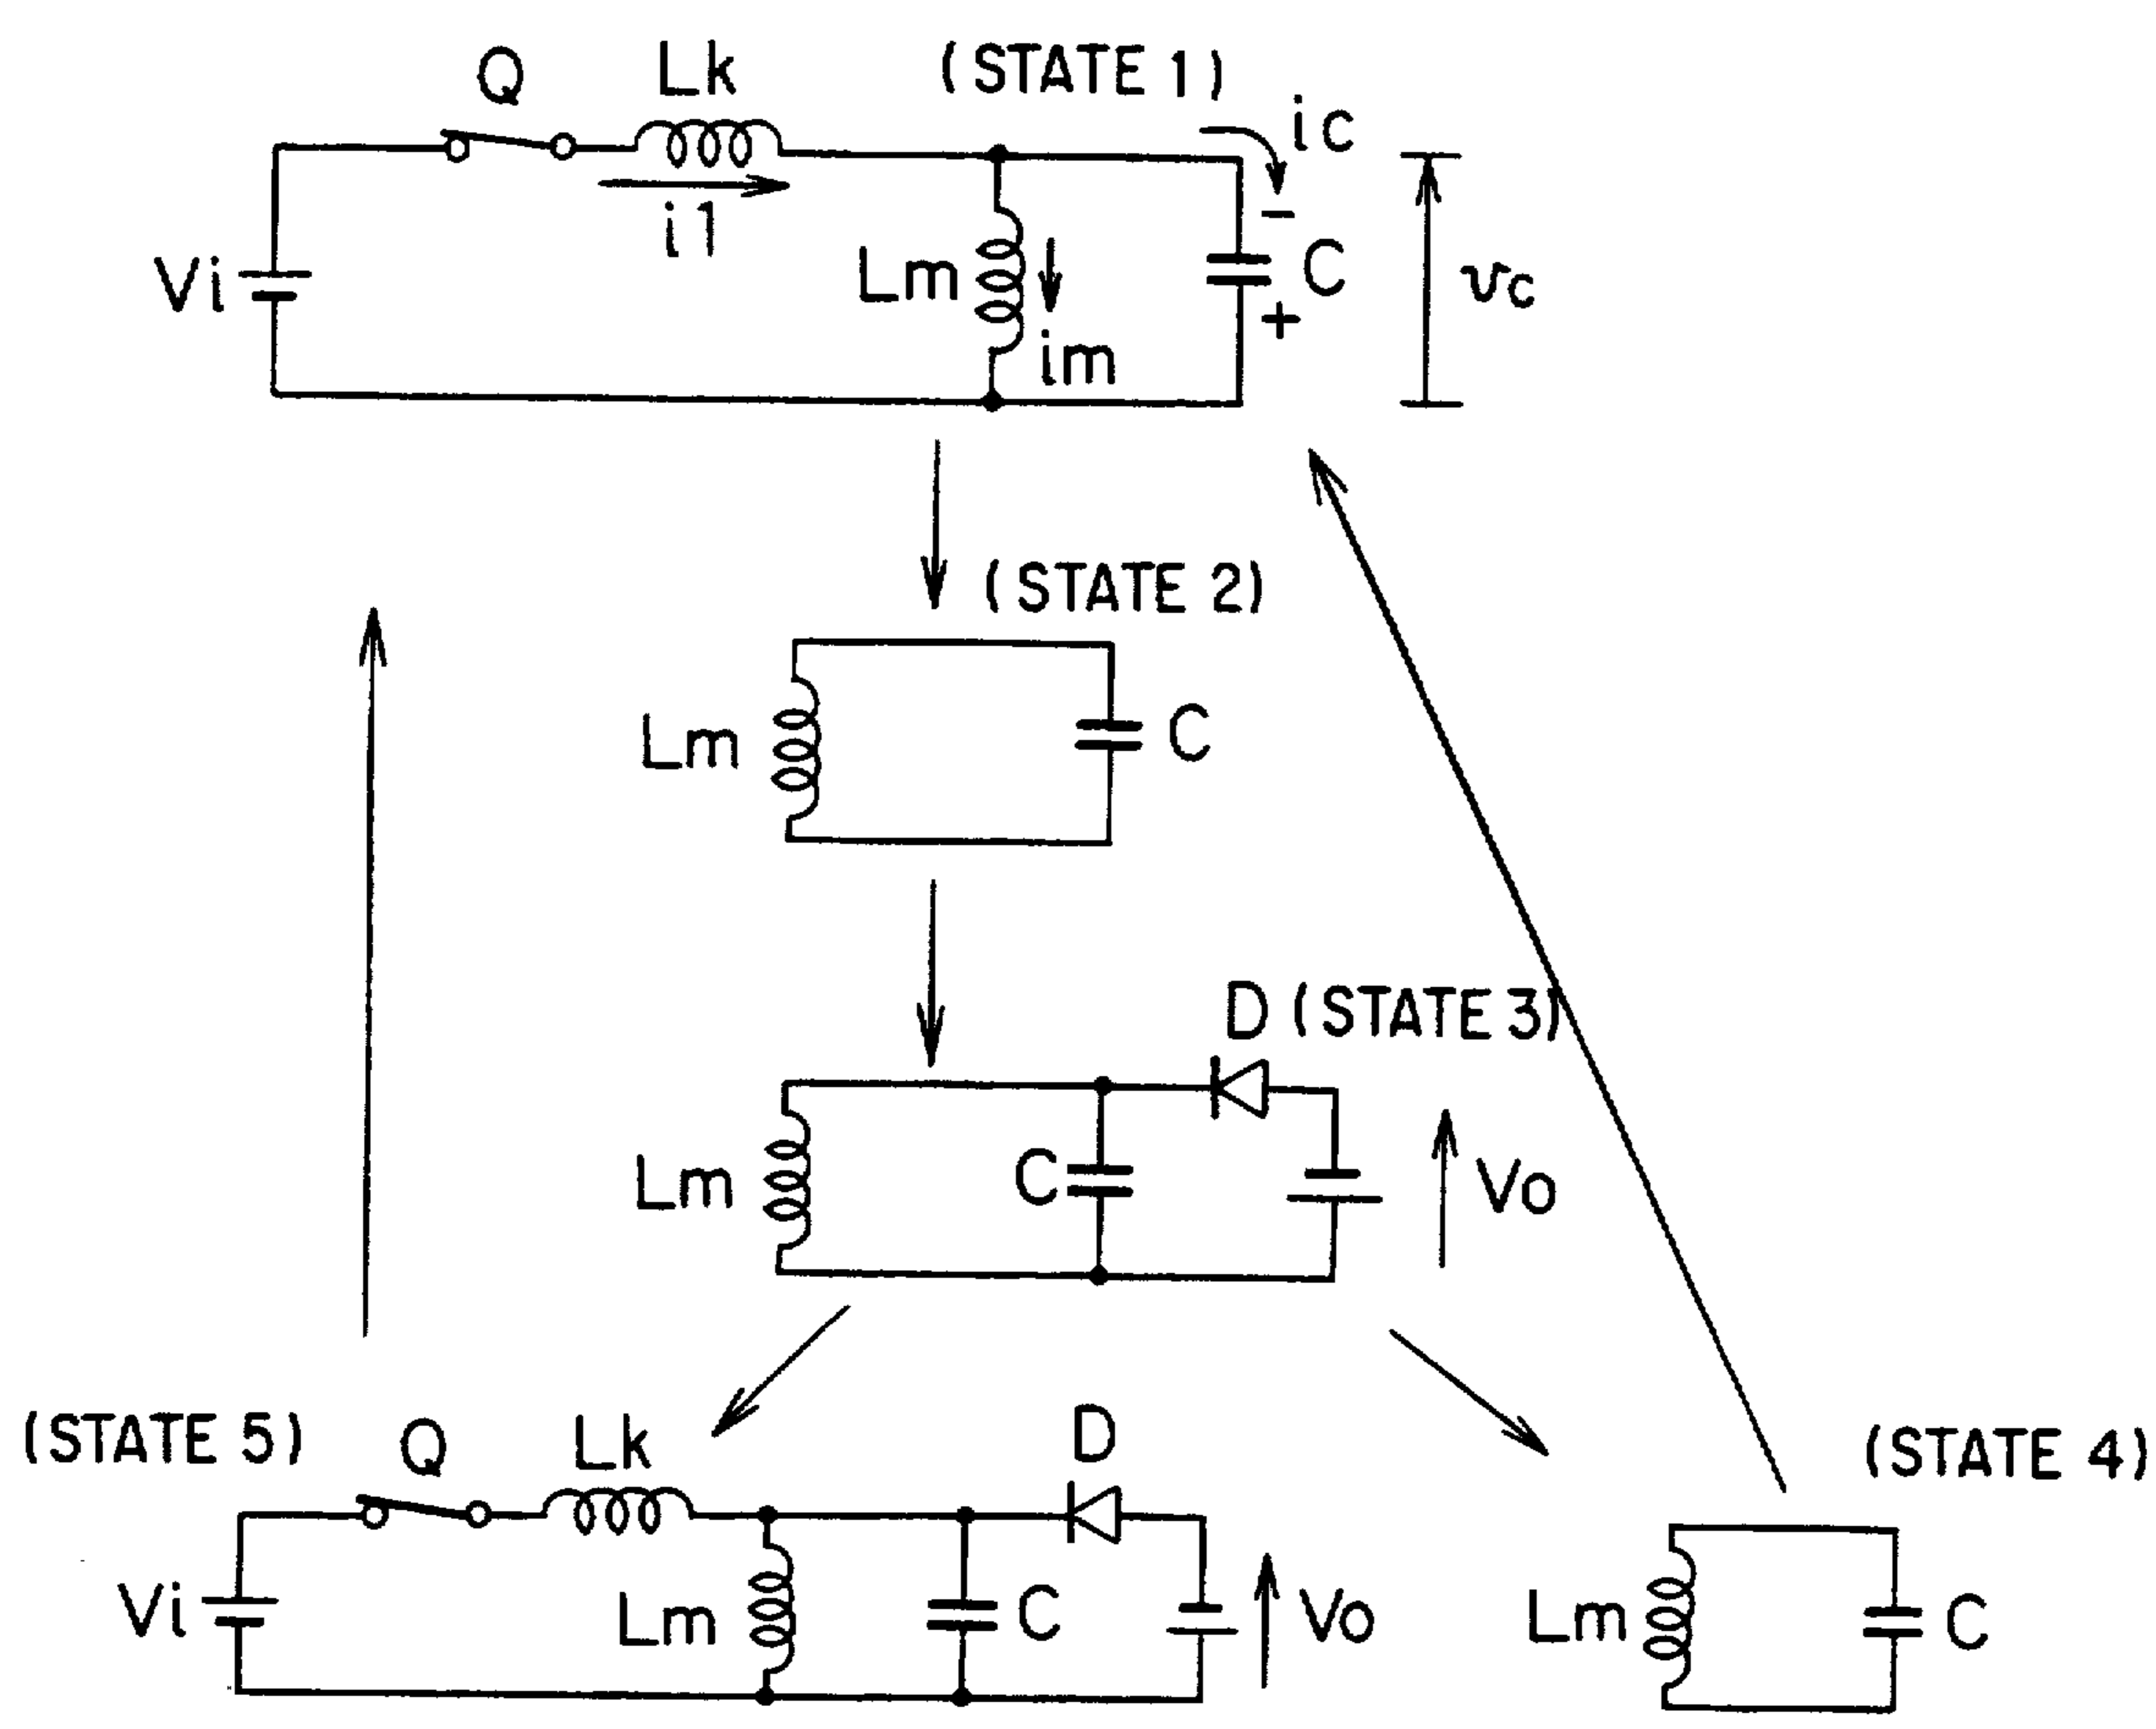 Q Lk (STATE 1)
ic
i1
Vi
Lm
-
C
vc
+
im
(STATE 2)
Lm C
D (STATE 3)
Lm C Vo
(STATE 5) Q Lk D (STATE 4)
Vi Lm C Vo Lm C